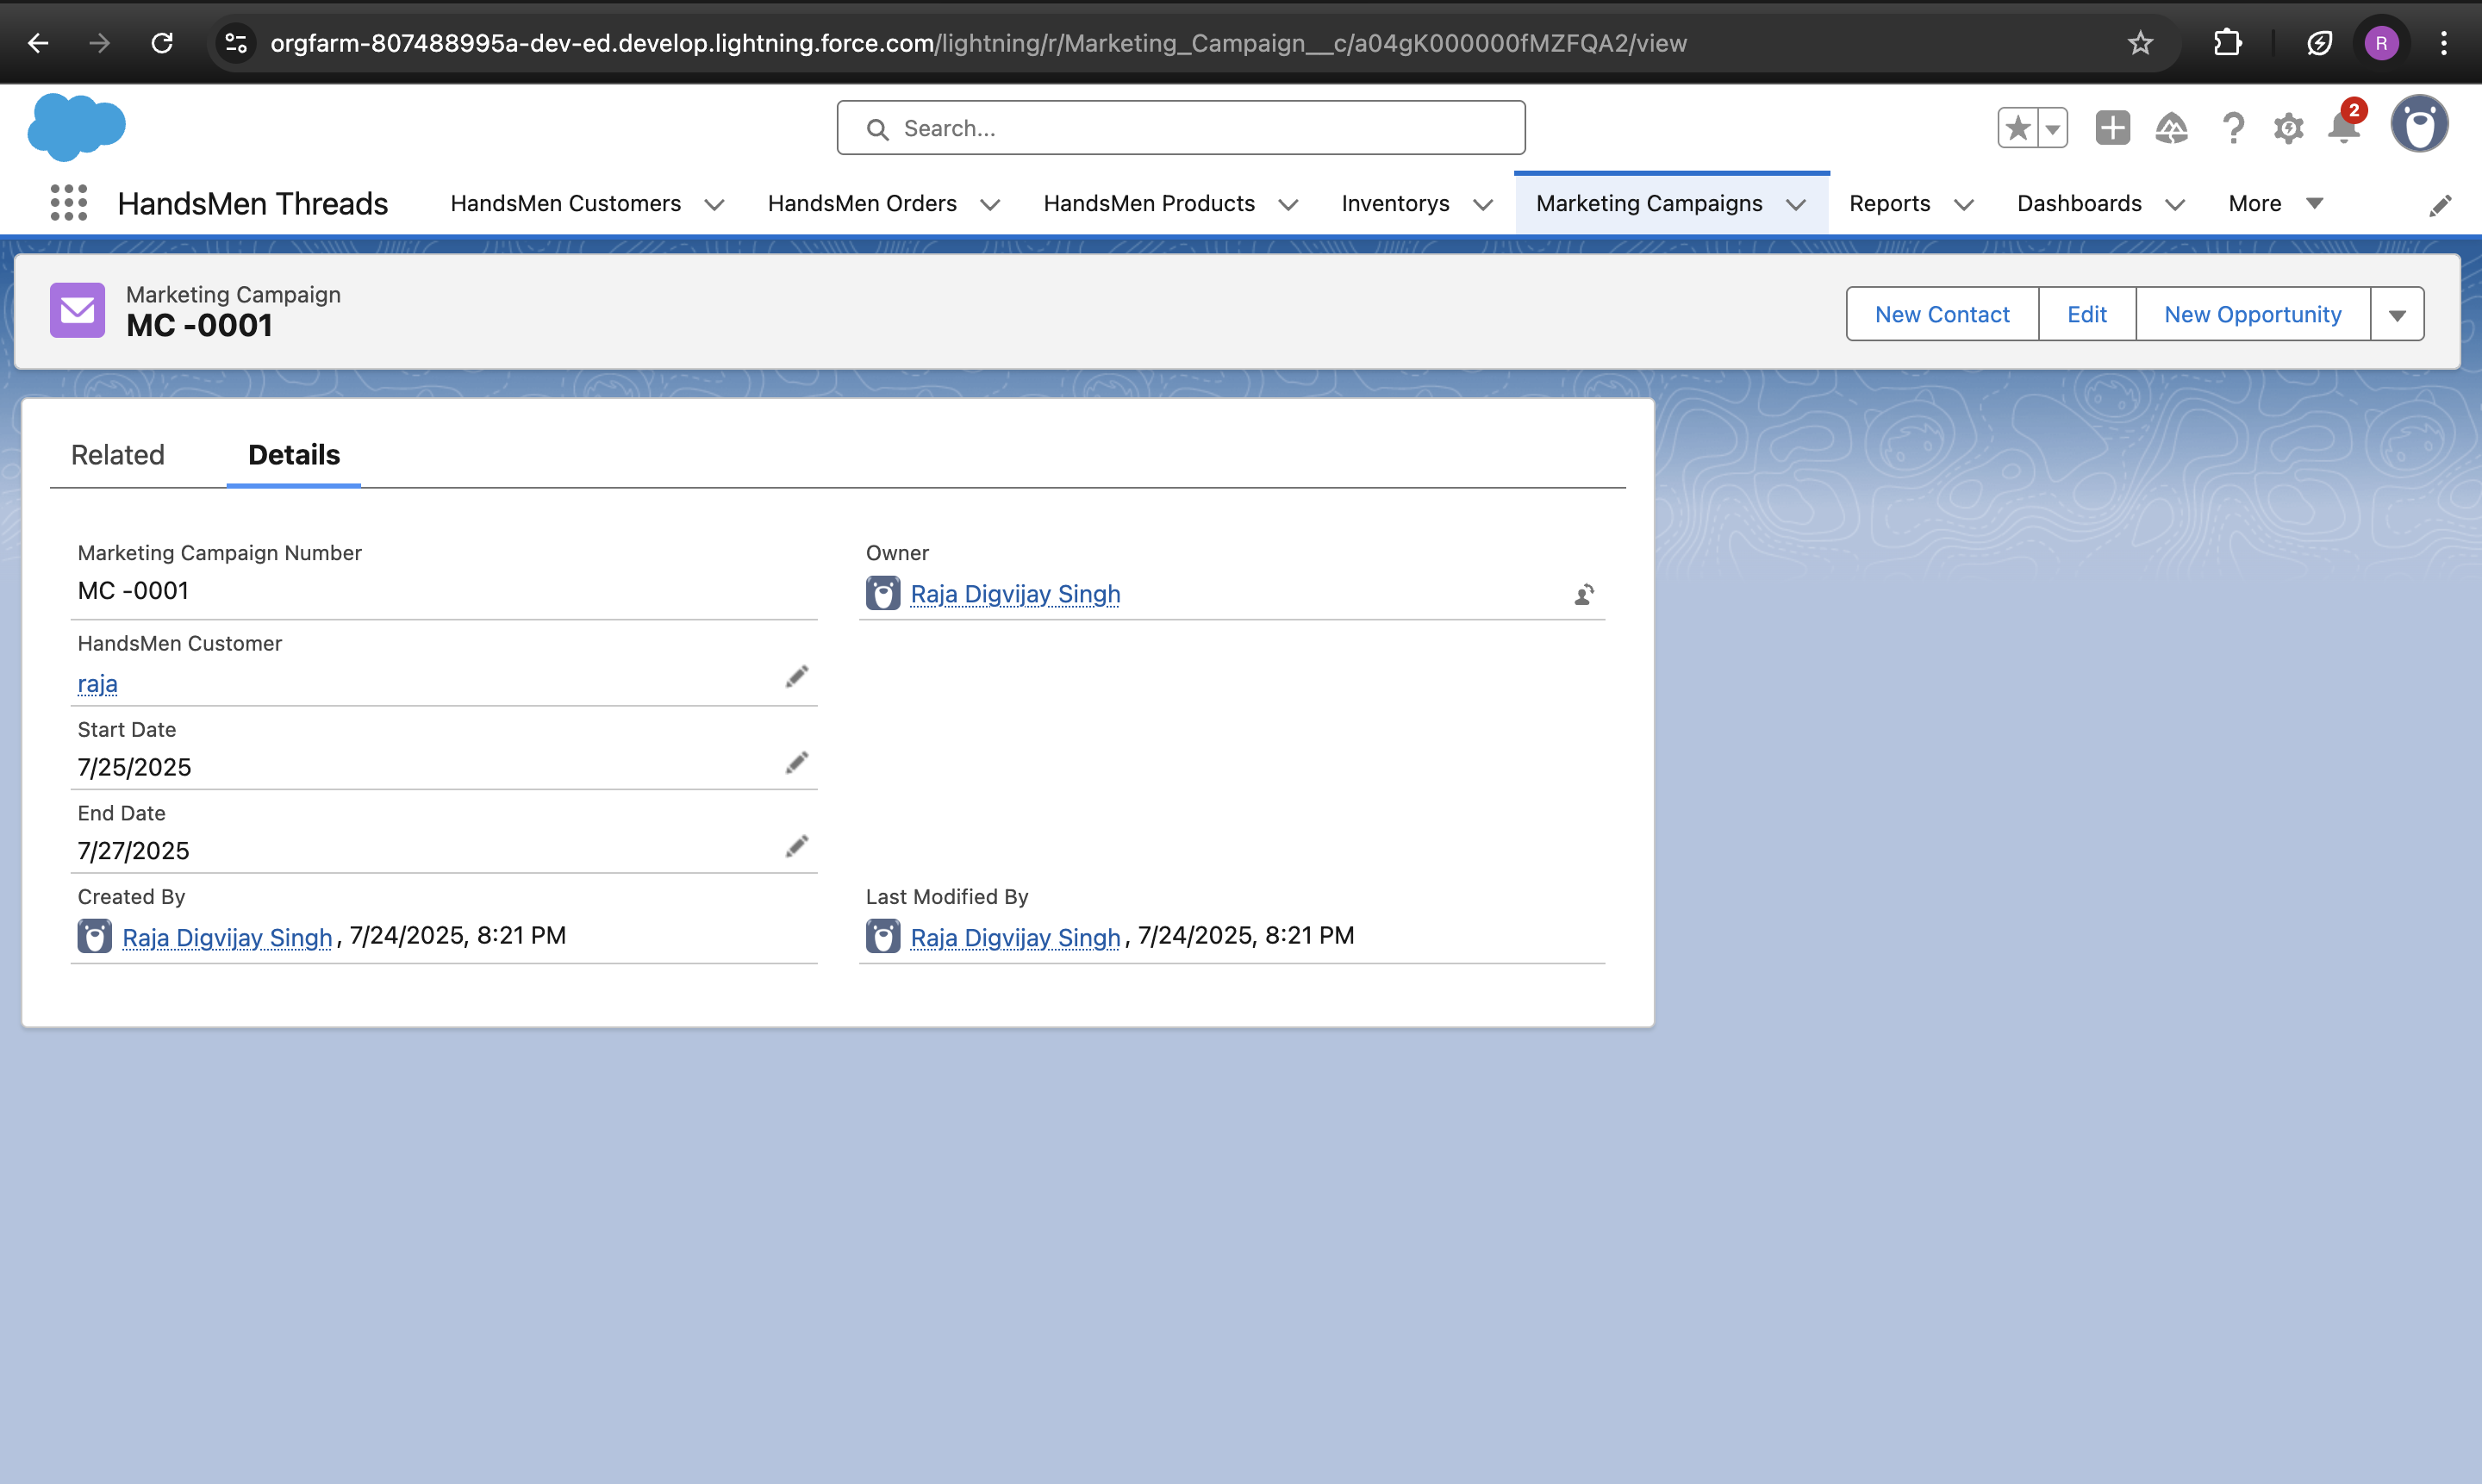 orgfarm-807488995a-dev-ed.develop.lightning.force.com/lightning/r/Marketing_Campaign__c/a04gK000000fMZFQA2/view
R
Search...
2
HandsMen Threads
HandsMen Customers
HandsMen Orders
HandsMen Products
Inventorys
Marketing Campaigns
Reports
Dashboards
More
Marketing Campaign
MC -0001
New Contact
Edit
New Opportunity
Related
Details
Marketing Campaign Number
MC -0001
Owner
Raja Digvijay Singh
HandsMen Customer
raja
Start Date
7/25/2025
End Date
7/27/2025
Created By
Raja Digvijay Singh, 7/24/2025, 8:21 PM
Last Modified By
Raja Digvijay Singh, 7/24/2025, 8:21 PM